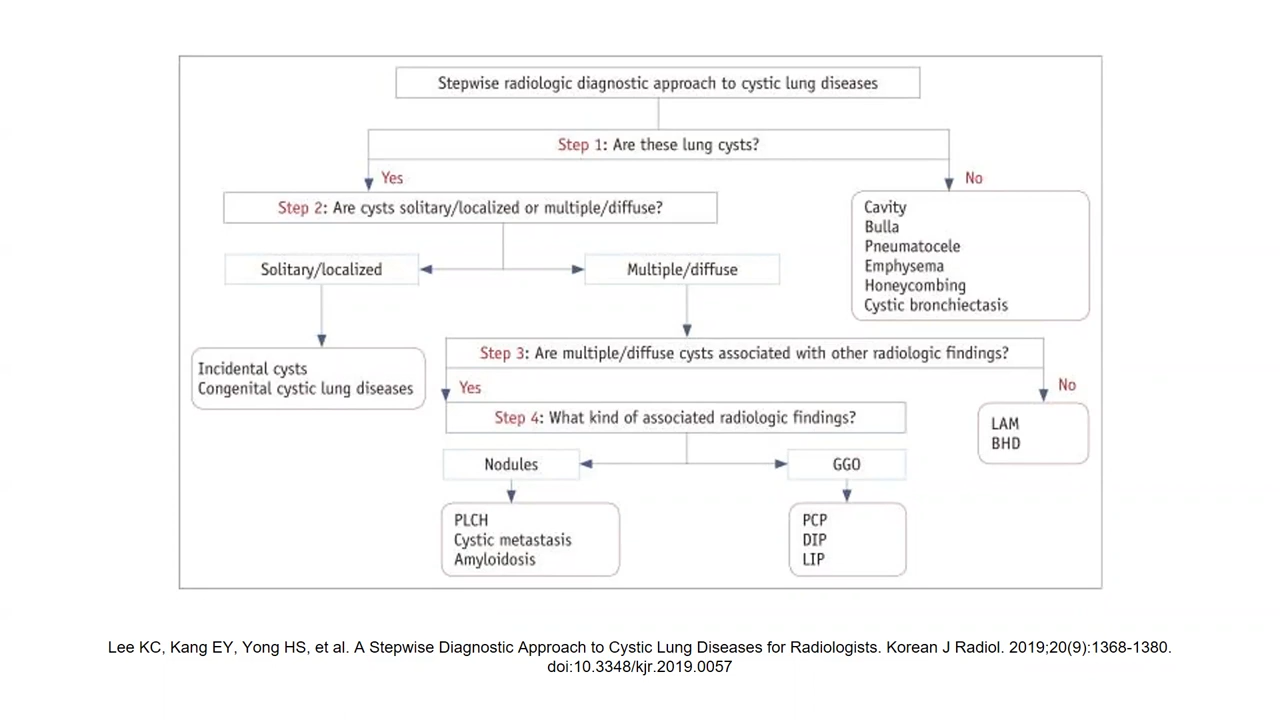 Stepwise radiologic diagnostic approach to cystic lung diseases
Step 1: Are these lung cysts?
Yes
No
Step 2: Are cysts solitary/localized or multiple/diffuse?
Cavity
Bulla
Pneumatocele
Emphysema
Honeycombing
Cystic bronchiectasis
Solitary/localized
Multiple/diffuse
Incidental cysts
Congenital cystic lung diseases
Step 3: Are multiple/diffuse cysts associated with other radiologic findings?
Yes
No
Step 4: What kind of associated radiologic findings?
LAM
BHD
Nodules
GGO
PLCH
Cystic metastasis
Amyloidosis
PCP
DIP
LIP
Lee KC, Kang EY, Yong HS, et al. A Stepwise Diagnostic Approach to Cystic Lung Diseases for Radiologists. Korean J Radiol. 2019;20(9):1368-1380.
doi:10.3348/kjr.2019.0057